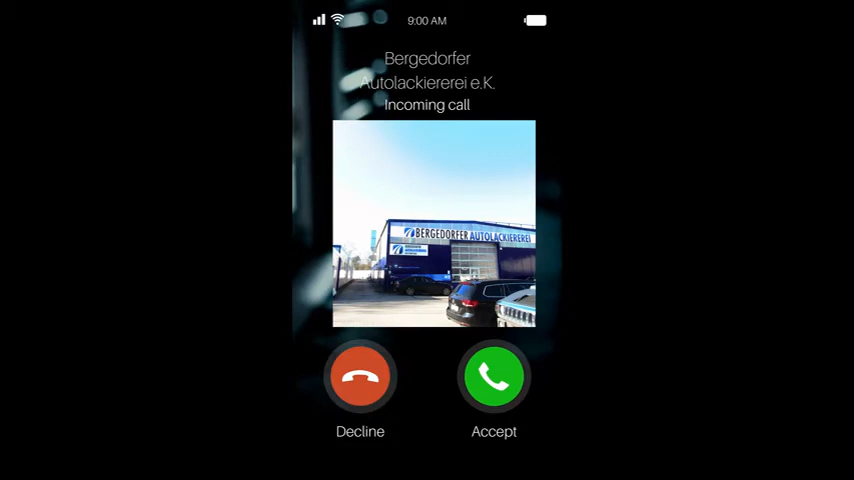 9:00 AM
Bergedorfer
Autolackiererei e.K.
Incoming call
BERGEDORFER AUTOLACKIEREREI
Decline
Accept